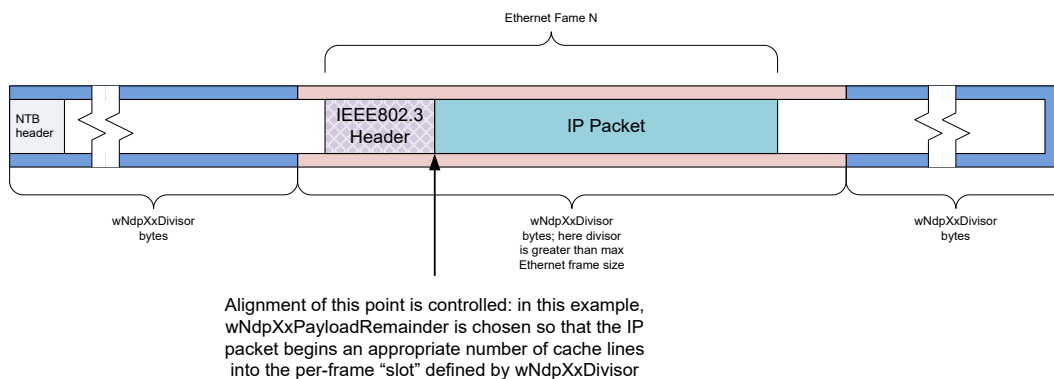 Ethernet Fame N
NTB
header
IEEE802.3
Header
IP Packet
wNdpXxDivisor
bytes
wNdpXxDivisor
bytes; here divisor
is greater than max
Ethernet frame size
wNdpXxDivisor
bytes
Alignment of this point is controlled: in this example,
wNdpXxPayloadRemainder is chosen so that the IP
packet begins an appropriate number of cache lines
into the per-frame “slot” defined by wNdpXxDivisor